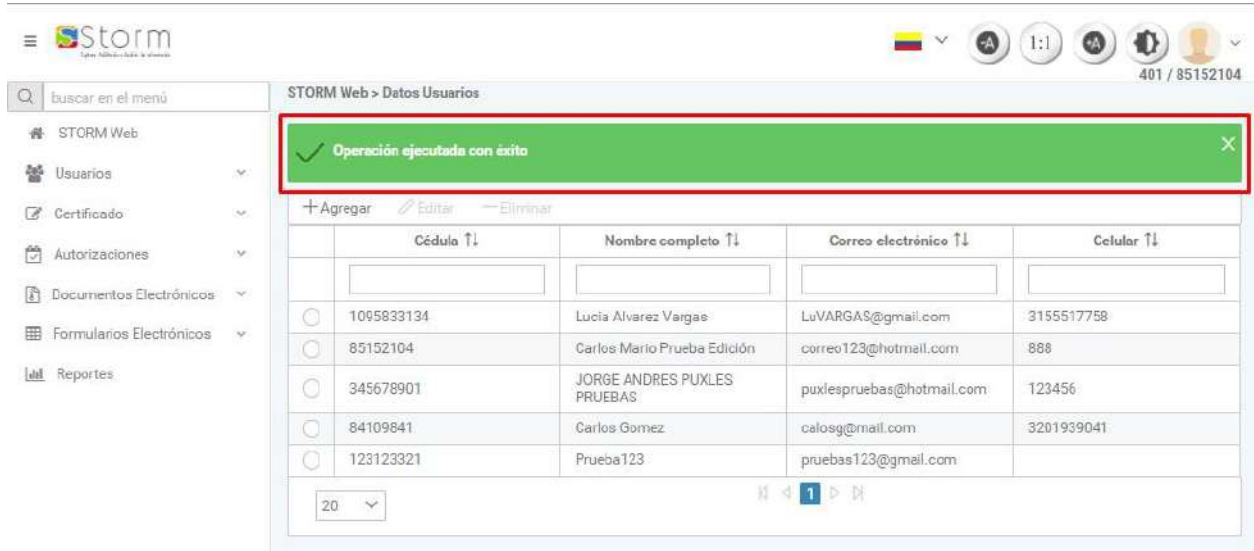 Storm
-A
1:1
+A
401 / 85152104
buscar en el menú
STORM Web > Datos Usuarios
STORM Web
Operación ejecutada con éxito
X
Usuarios
Certificado
Autorizaciones
Documentos Electrónicos
Formularios Electrónicos
Reportes
+Agregar Editar —Eliminar
Cédula Nombre completo Correo electrónico Celular
1095833134 Lucia Alvarez Vargas LuVARGAS@gmail.com 3155517758
85152104 Carlos Mario Prueba Edición correo123@hotmail.com 888
345678901 JORGE ANDRES PUXLES PRUEBAS puxlespruebas@hotmail.com 123456
84109841 Carlos Gomez calosg@mail.com 3201939041
123123321 Prueba123 pruebas123@gmail.com
20
1